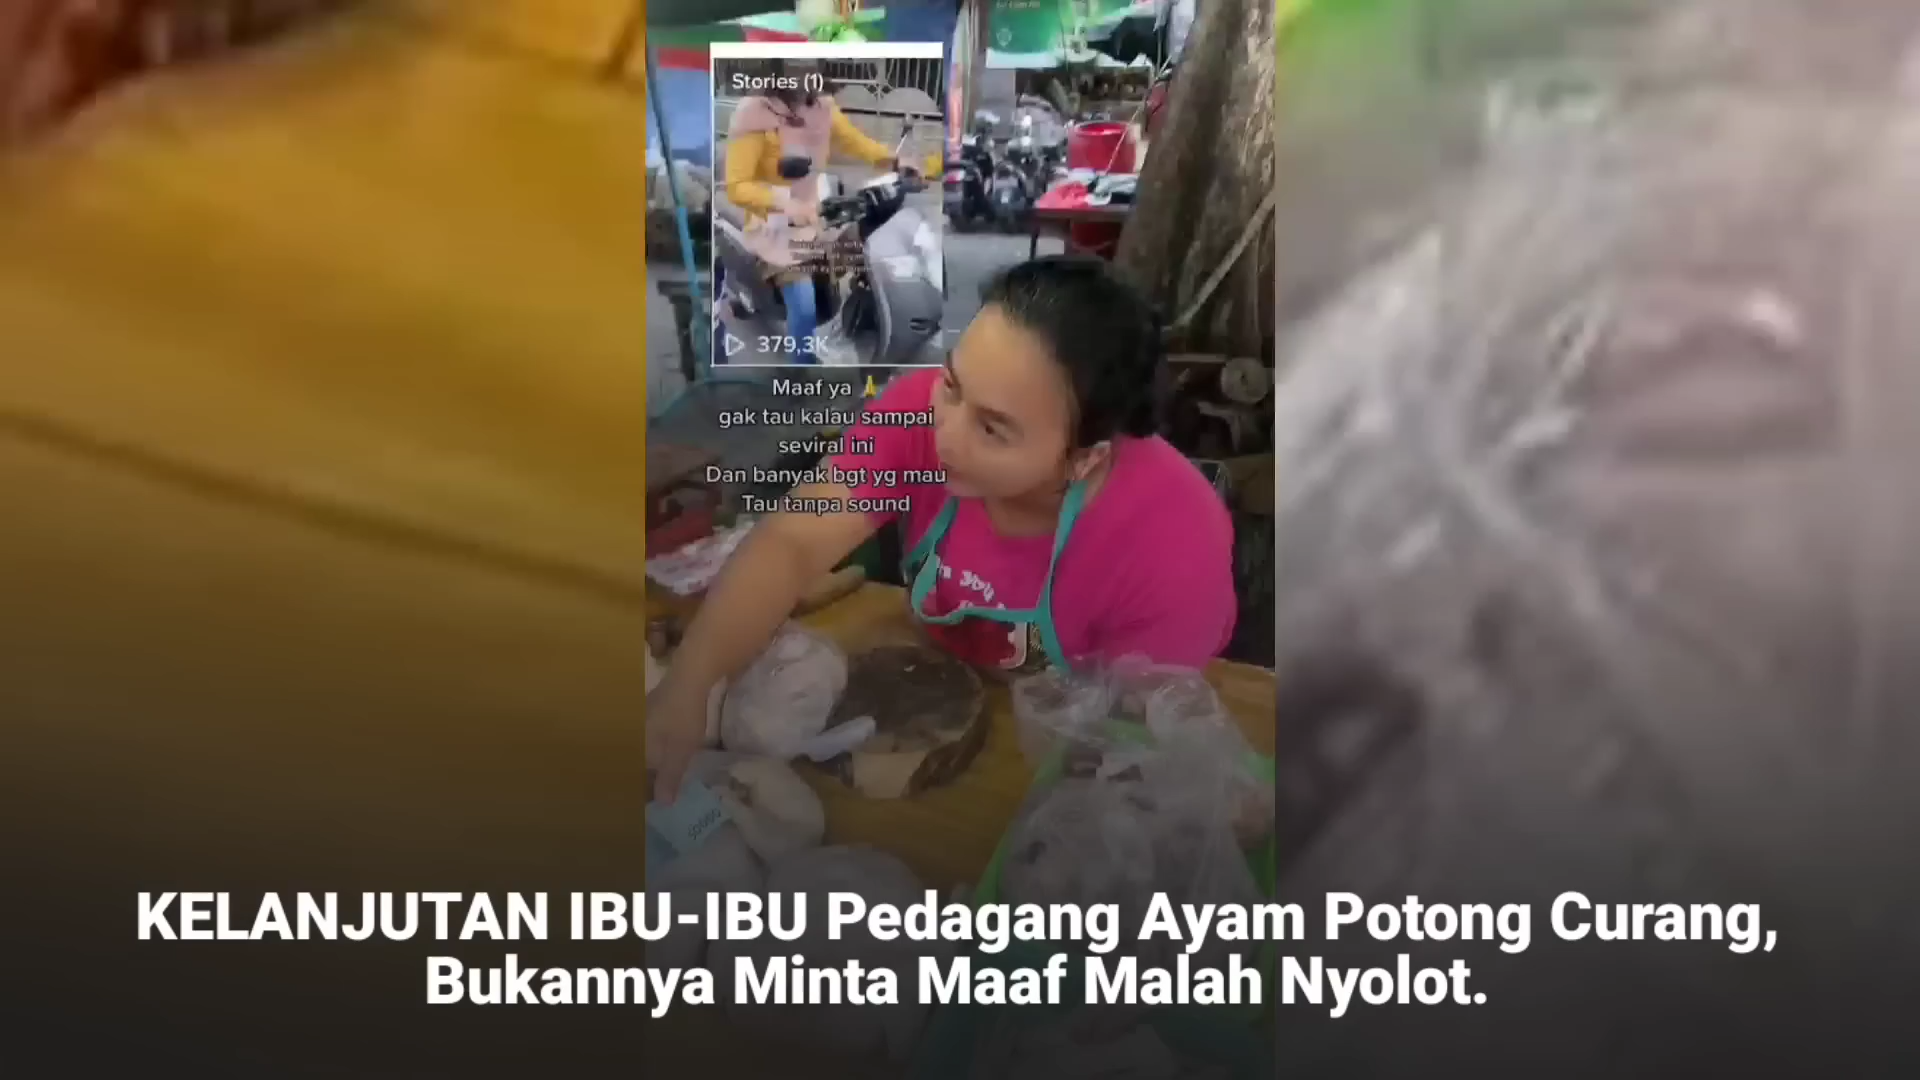 Stories (1)
379,3K
Maaf ya 🙏
gak tau kalau sampai
seviral ini
Dan banyak bgt yg mau
Tau tanpa sound
50000
KELANJUTAN IBU-IBU Pedagang Ayam Potong Curang,
Bukannya Minta Maaf Malah Nyolot.